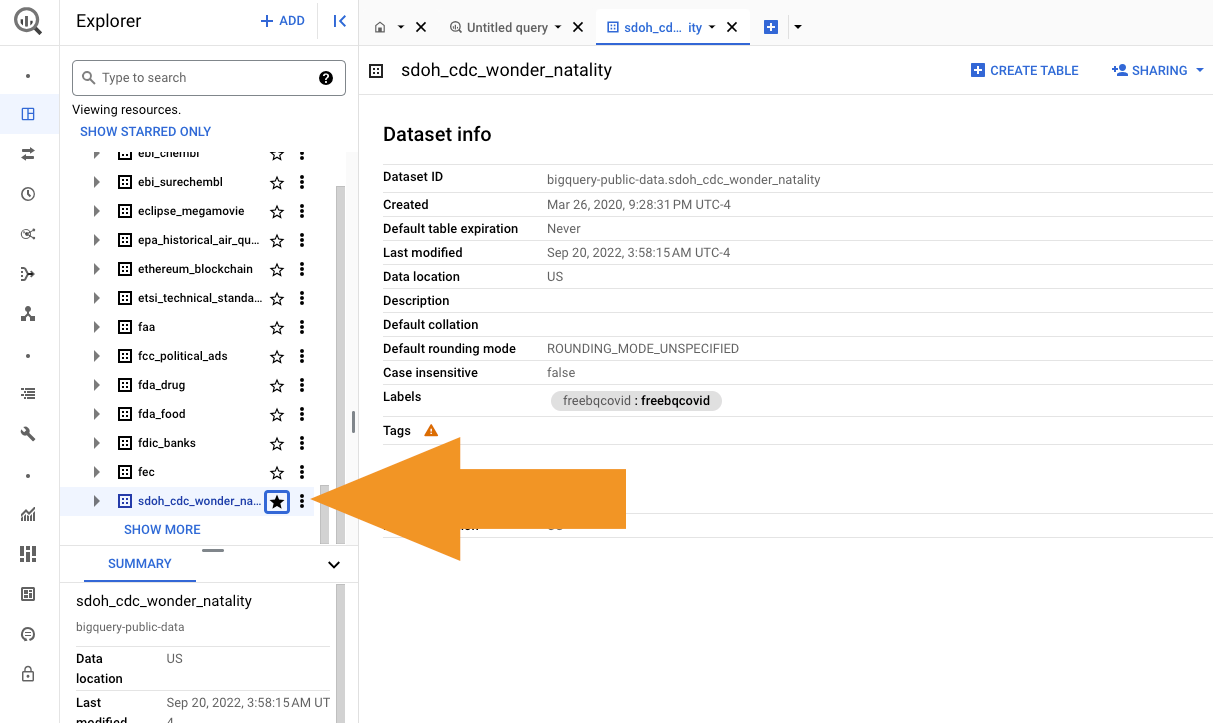 Explorer
+ ADD
Untitled query
sdoh_cdc... ity
Type to search
?
Viewing resources.
SHOW STARRED ONLY
ebi_chembl
ebi_surechembl
eclipse_megamovie
epa_historical_air_qu...
ethereum_blockchain
etsi_technical_standa...
faa
fcc_political_ads
fda_drug
fda_food
fdic_banks
fec
sdoh_cdc_wonder_na...
SHOW MORE
SUMMARY
sdoh_cdc_wonder_natality
bigquery-public-data
Data location US
Last modified Sep 20, 2022, 3:58:15 AM UT
sdoh_cdc_wonder_natality
CREATE TABLE
SHARING
Dataset info
Dataset ID bigquery-public-data.sdoh_cdc_wonder_natality
Created Mar 26, 2020, 9:28:31 PM UTC-4
Default table expiration Never
Last modified Sep 20, 2022, 3:58:15 AM UTC-4
Data location US
Description
Default collation
Default rounding mode ROUNDING_MODE_UNSPECIFIED
Case insensitive false
Labels freebqcovid : freebqcovid
Tags